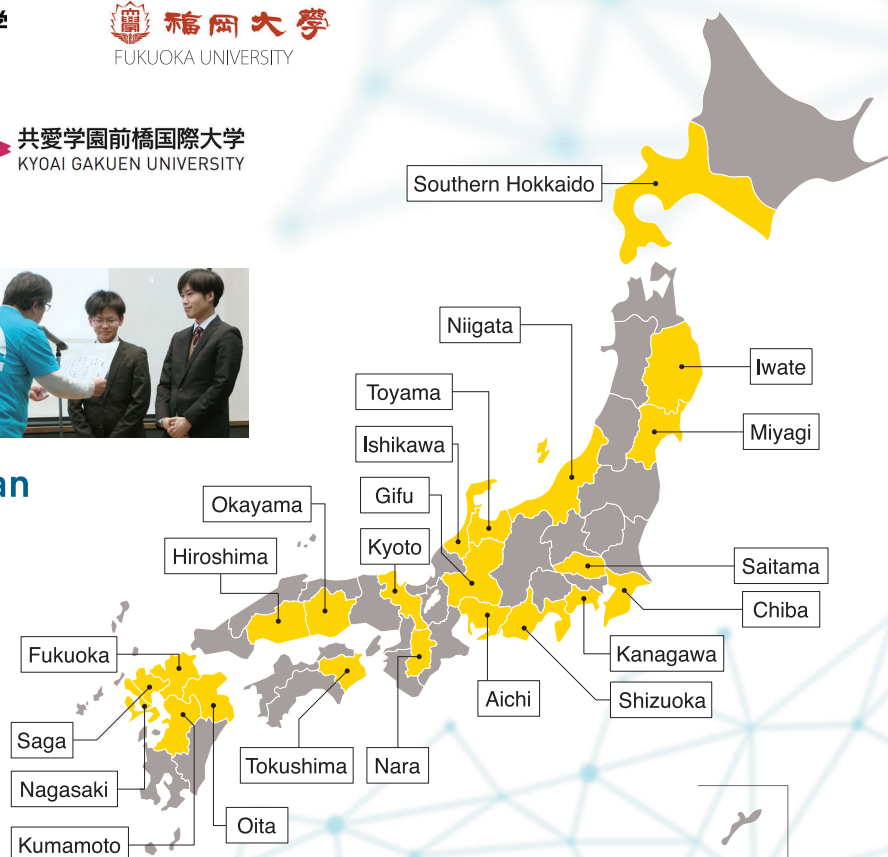 学
福岡大學
FUKUOKA UNIVERSITY
共愛学園前橋国際大学
KYOAI GAKUEN UNIVERSITY
Southern Hokkaido
Niigata
Iwate
Toyama
Miyagi
Ishikawa
an
Gifu
Okayama
Kyoto
Hiroshima
Saitama
Chiba
Fukuoka
Kanagawa
Aichi
Shizuoka
Saga
Tokushima
Nara
Nagasaki
Oita
Kumamoto